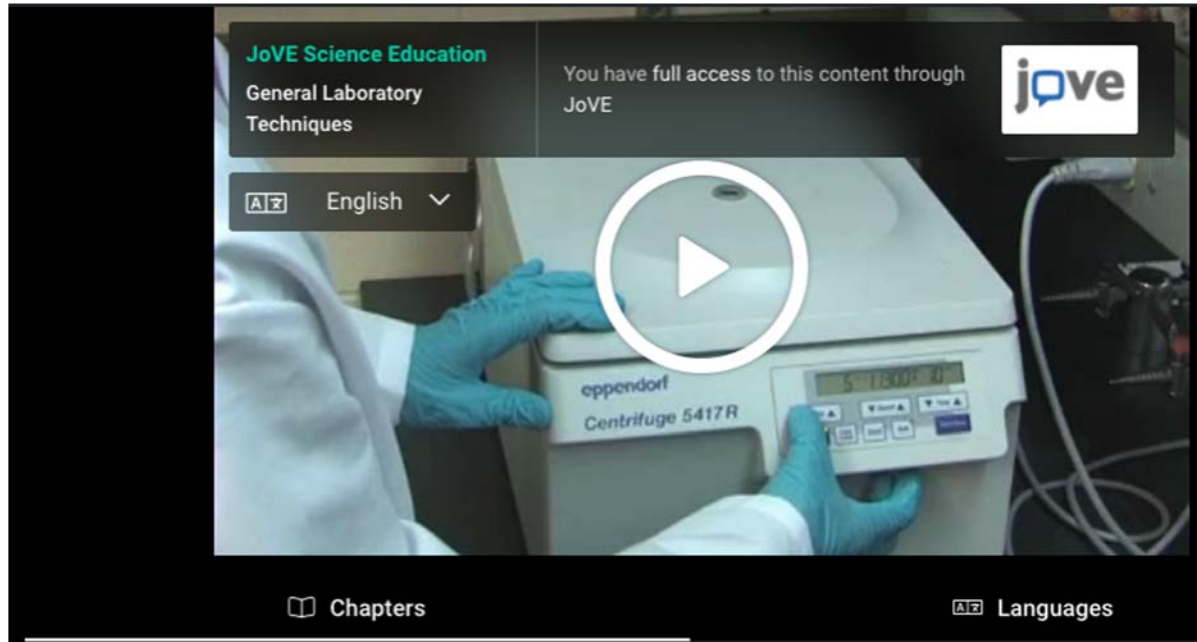 JoVE Science Education
General Laboratory
Techniques
You have full access to this content through
JoVE
jove
English
eppendorf
Centrifuge 5417R
Chapters
Languages